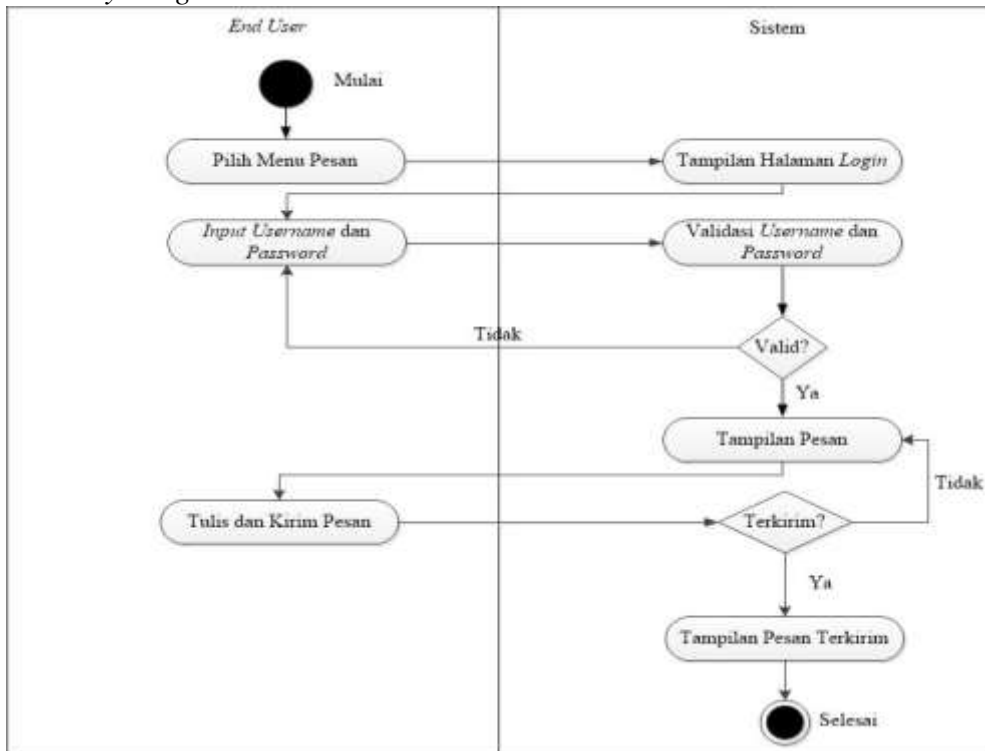 End User
Sistem
Mulai
Pilih Menu Pesan
Tampilan Halaman Login
Input Username dan
Password
Validasi Username dan
Password
Tidak
Valid?
Ya
Tampilan Pesan
Tidak
Tulis dan Kirim Pesan
Terkirim?
Ya
Tampilan Pesan Terkirim
Selesai